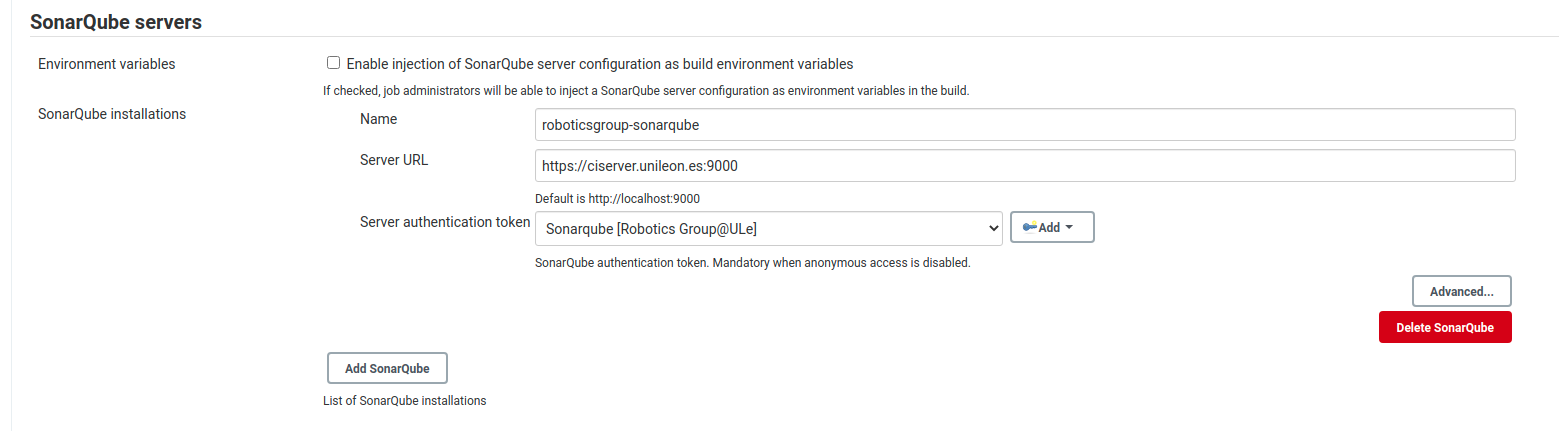 SonarQube servers
Environment variables
Enable injection of SonarQube server configuration as build environment variables
If checked, job administrators will be able to inject a SonarQube server configuration as environment variables in the build.
SonarQube installations
Name
roboticsgroup-sonarqube
Server URL
https://ciserver.unileon.es:9000
Default is http://localhost:9000
Server authentication token
Sonarqube [Robotics Group@ULe]
Add
SonarQube authentication token. Mandatory when anonymous access is disabled.
Advanced...
Delete SonarQube
Add SonarQube
List of SonarQube installations